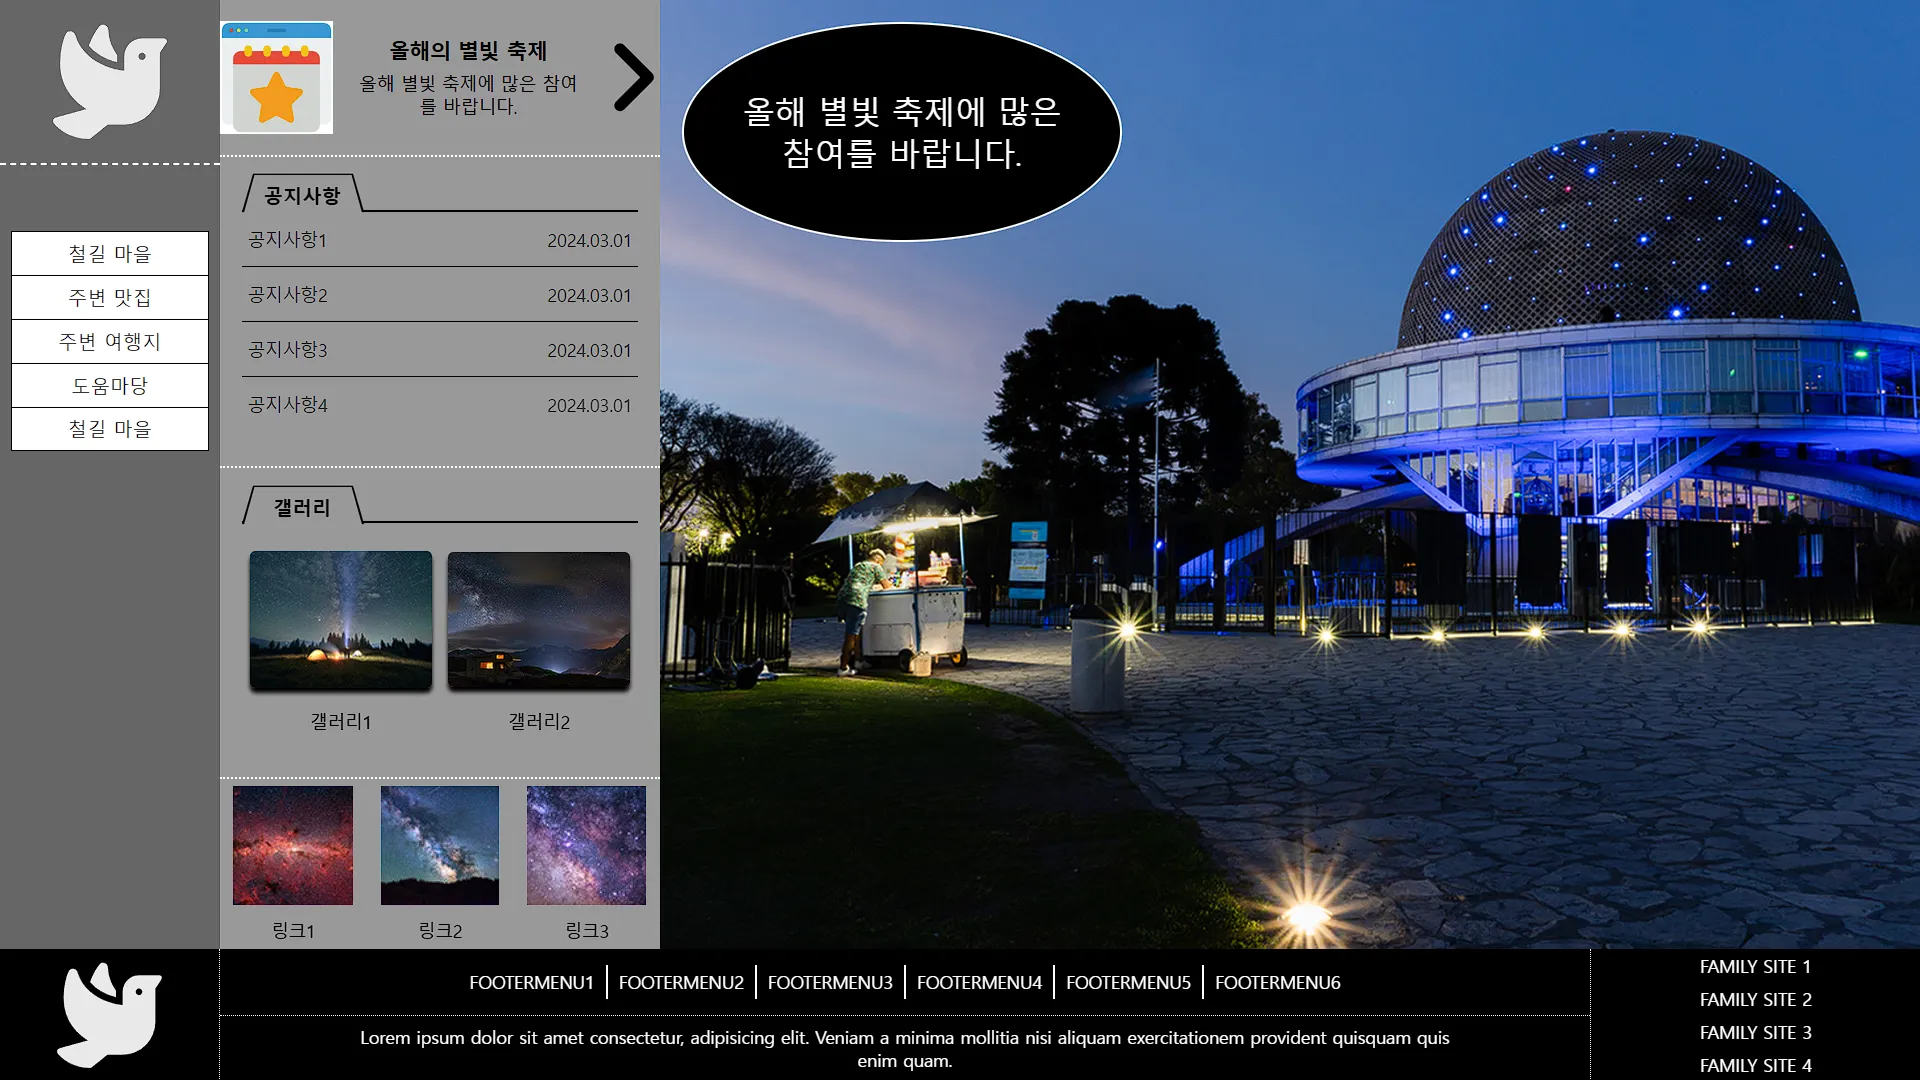 철길 마을
주변 맛집
주변 여행지
도움마당
철길 마을
올해의 별빛 축제
올해 별빛 축제에 많은 참여
를 바랍니다.
공지사항
공지사항1 2024.03.01
공지사항2 2024.03.01
공지사항3 2024.03.01
공지사항4 2024.03.01
갤러리
갤러리1 갤러리2
링크1 링크2 링크3
올해 별빛 축제에 많은
참여를 바랍니다.
FOOTERMENU1 FOOTERMENU2 FOOTERMENU3 FOOTERMENU4 FOOTERMENU5 FOOTERMENU6
Lorem ipsum dolor sit amet consectetur, adipisicing elit. Veniam a minima mollitia nisi aliquam exercitationem provident quisquam quis
enim quam.
FAMILY SITE 1
FAMILY SITE 2
FAMILY SITE 3
FAMILY SITE 4